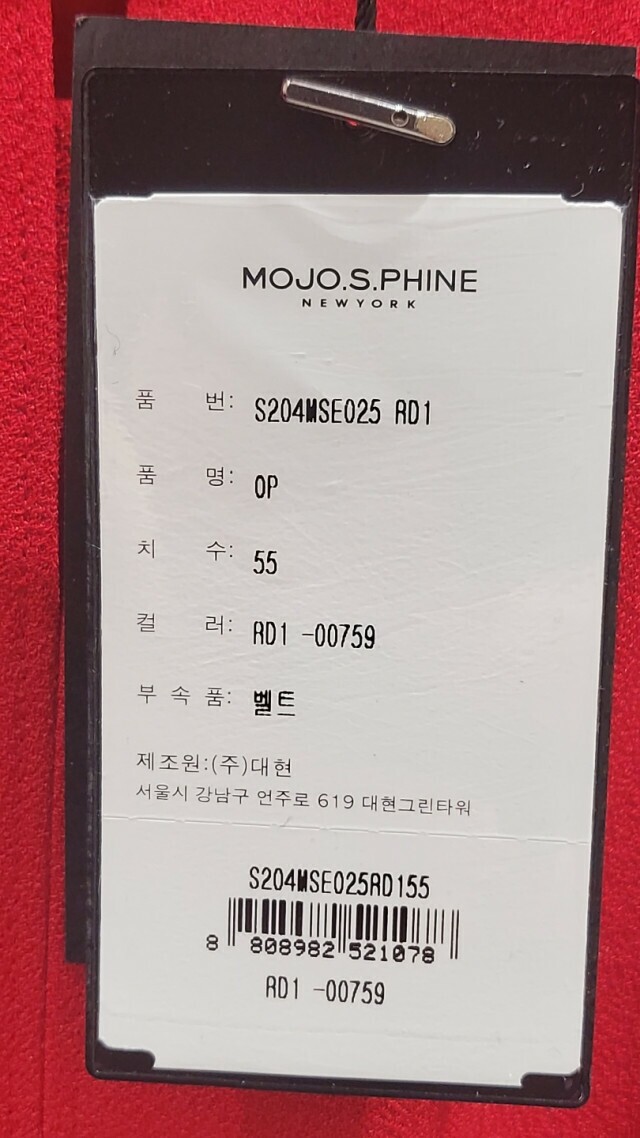 MOJO.S.PHINE
NEWYORK
품 번: S204MSE025 RD1
품 명: OP
치 수: 55
컬 러: RD1 -00759
부 속 품: 벨트
제조원:(주)대현
서울시 강남구 언주로 619 대현그린타워
S204MSE025RD155
8 808982 521078
RD1 -00759